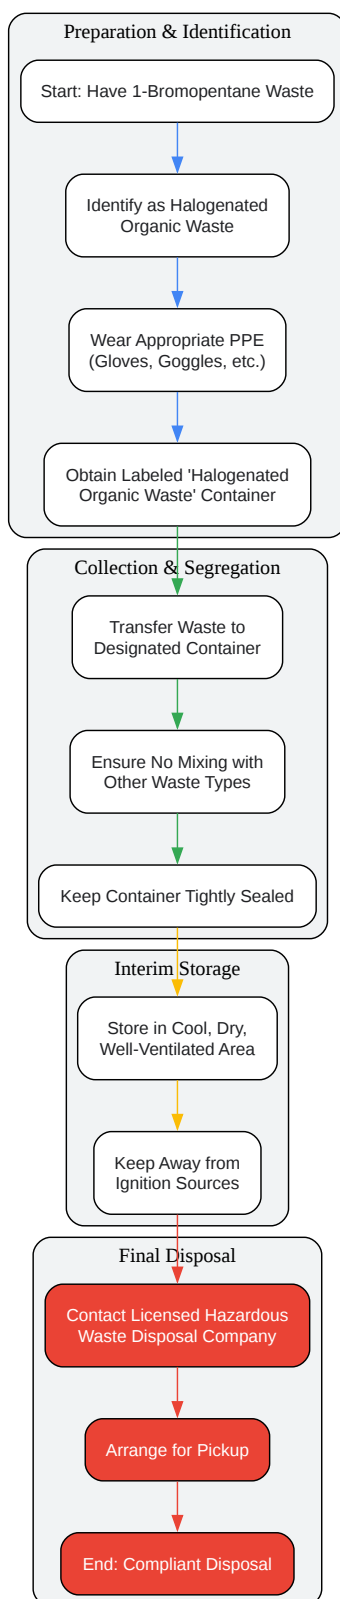 Preparation & Identification
Start: Have 1-Bromopentane Waste
Identify as Halogenated
Organic Waste
Wear Appropriate PPE
(Gloves, Goggles, etc.)
Obtain Labeled 'Halogenated
Organic Waste' Container
Collection & Segregation
Transfer Waste to
Designated Container
Ensure No Mixing with
Other Waste Types
Keep Container Tightly Sealed
Interim Storage
Store in Cool, Dry,
Well-Ventilated Area
Keep Away from
Ignition Sources
Final Disposal
Contact Licensed Hazardous
Waste Disposal Company
Arrange for Pickup
End: Compliant Disposal